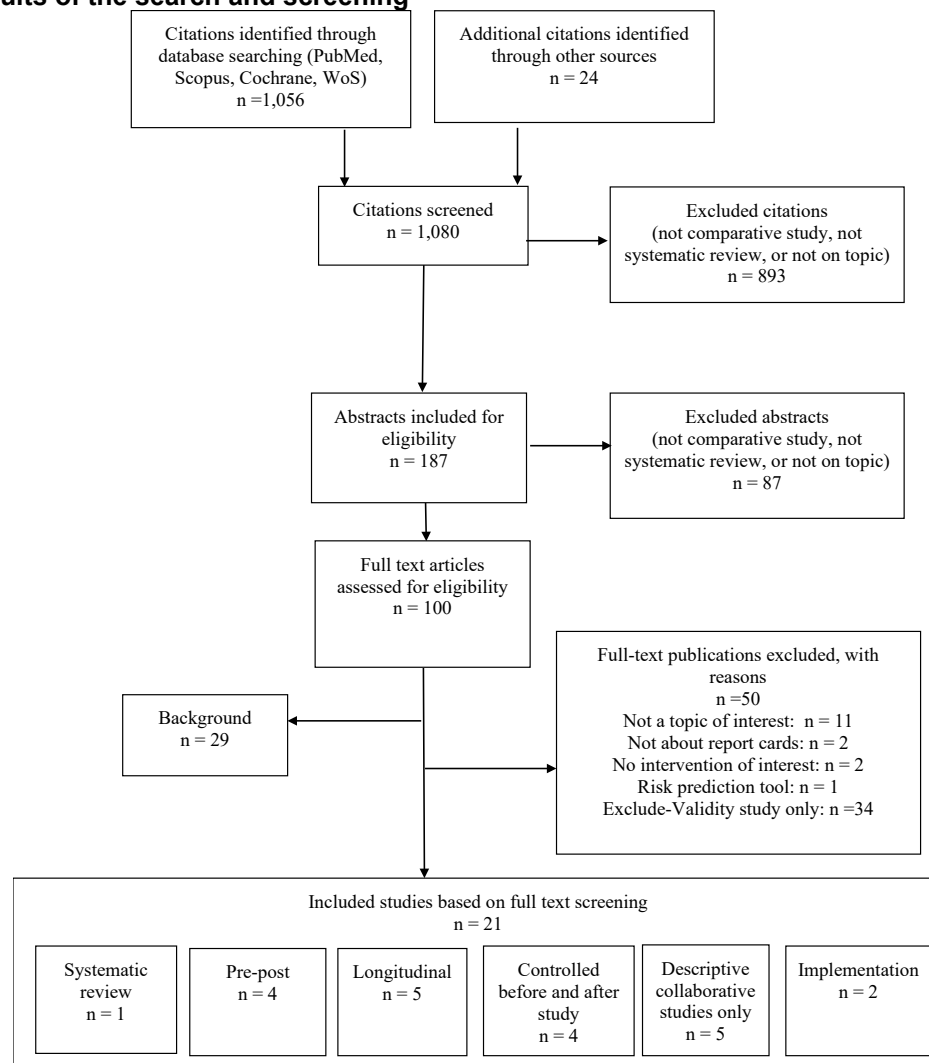 ults of the search and screening
Citations identified through
database searching (PubMed,
Scopus, Cochrane, WoS)
n =1,056
Additional citations identified
through other sources
n = 24
Citations screened
n = 1,080
Excluded citations
(not comparative study, not
systematic review, or not on topic)
n = 893
Abstracts included for
eligibility
n = 187
Excluded abstracts
(not comparative study, not
systematic review, or not on topic)
n = 87
Full text articles
assessed for eligibility
n = 100
Full-text publications excluded, with
reasons
n =50
Not a topic of interest: n = 11
Not about report cards: n = 2
No intervention of interest: n = 2
Risk prediction tool: n = 1
Exclude-Validity study only: n =34
Background
n = 29
Included studies based on full text screening
n = 21
Systematic
review
n = 1
Pre-post
n = 4
Longitudinal
n = 5
Controlled
before and after
study
n = 4
Descriptive
collaborative
studies only
n = 5
Implementation
n = 2